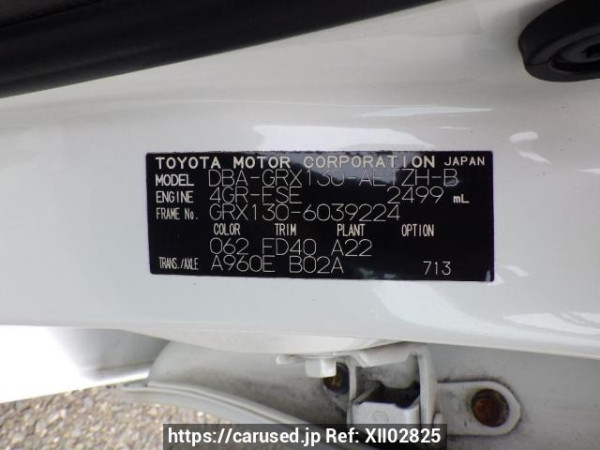 TOYOTA MOTOR CORPORATION JAPAN
MODEL DBA-GRX130-AETZH-B
ENGINE 4GR-FSE 2499 mL
FRAME No. GRX130-6039224
COLOR TRIM PLANT OPTION
062 FD40 A22
TRANS./AXLE A960E B02A 713
https://carused.jp Ref: XII02825